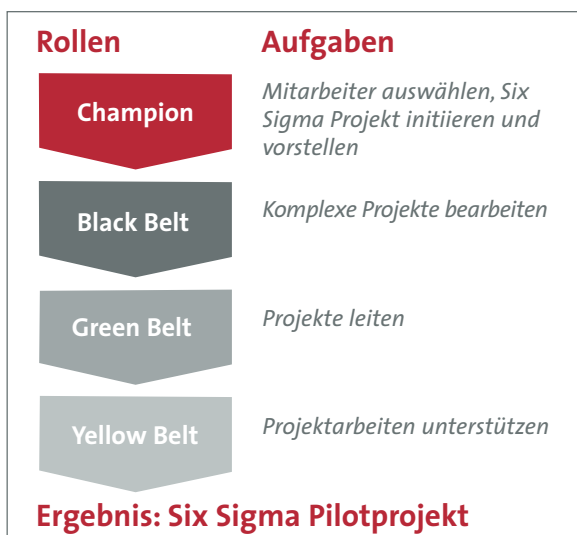 Rollen Aufgaben
Champion
Mitarbeiter auswählen, Six
Sigma Projekt initiieren und
vorstellen
Black Belt
Komplexe Projekte bearbeiten
Green Belt
Projekte leiten
Yellow Belt
Projektarbeiten unterstützen
Ergebnis: Six Sigma Pilotprojekt